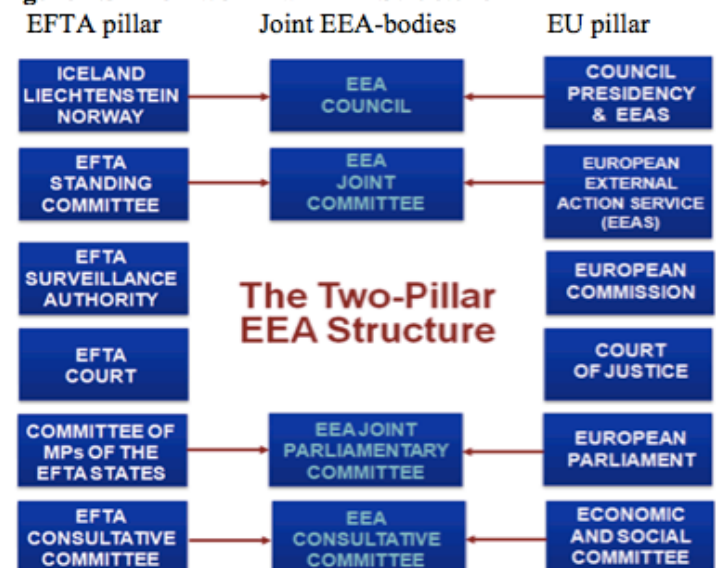 EFTA pillar Joint EEA-bodies EU pillar
ICELAND
LIECHTENSTEIN
NORWAY
EEA
COUNCIL
COUNCIL
PRESIDENCY
& EEAS
EFTA
STANDING
COMMITTEE
EEA
JOINT
COMMITTEE
EUROPEAN
EXTERNAL
ACTION SERVICE
(EEAS)
EFTA
SURVEILLANCE
AUTHORITY
The Two-Pillar
EEA Structure
EUROPEAN
COMMISSION
EFTA
COURT
COURT
OF JUSTICE
COMMITTEE OF
MPs OF THE
EFTA STATES
EEA JOINT
PARLIAMENTARY
COMMITTEE
EUROPEAN
PARLIAMENT
EFTA
CONSULTATIVE
COMMITTEE
EEA
CONSULTATIVE
COMMITTEE
ECONOMIC
AND SOCIAL
COMMITTEE